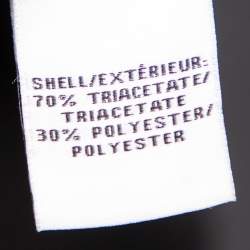 SHELL/EXTÉRIEUR:
70% TRIACETATE/
TRIACETATE
30% POLYESTER/
POLYESTER